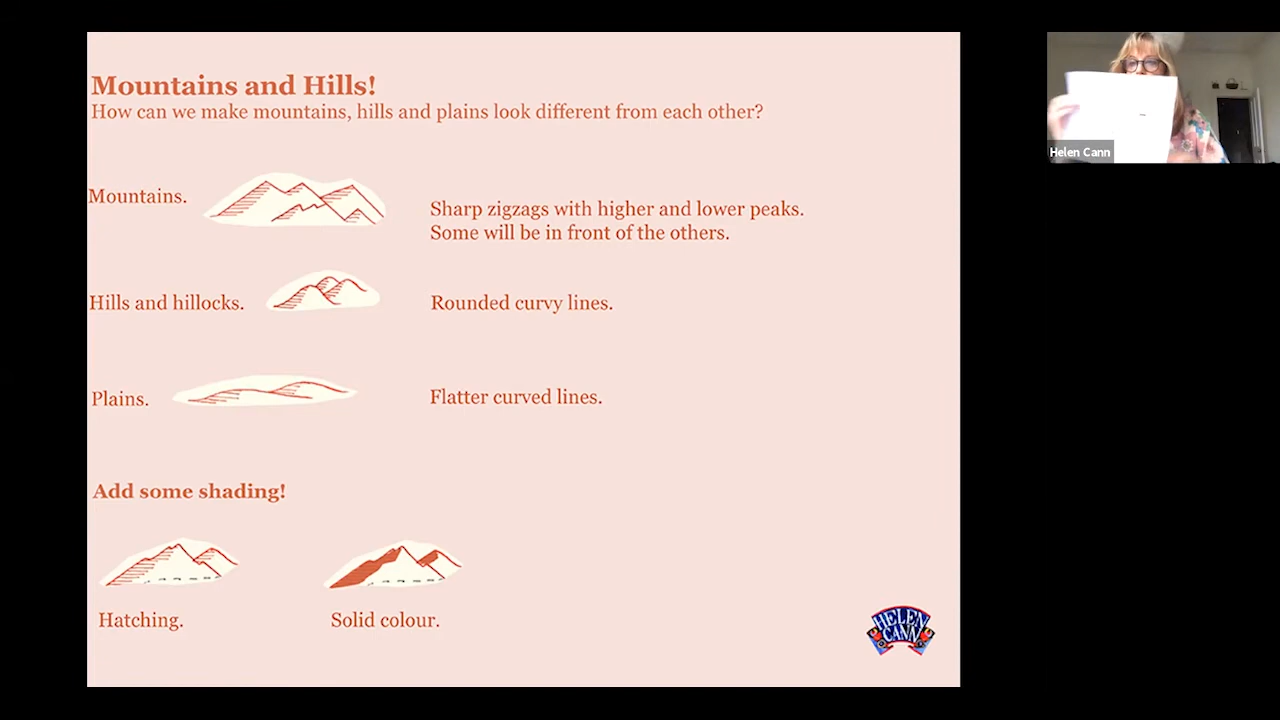 Mountains and Hills!
How can we make mountains, hills and plains look different from each other?
Mountains.
Sharp zigzags with higher and lower peaks.
Some will be in front of the others.
Hills and hillocks.
Rounded curvy lines.
Plains.
Flatter curved lines.
Add some shading!
Hatching.
Solid colour.
HELEN
CANN
Helen Cann